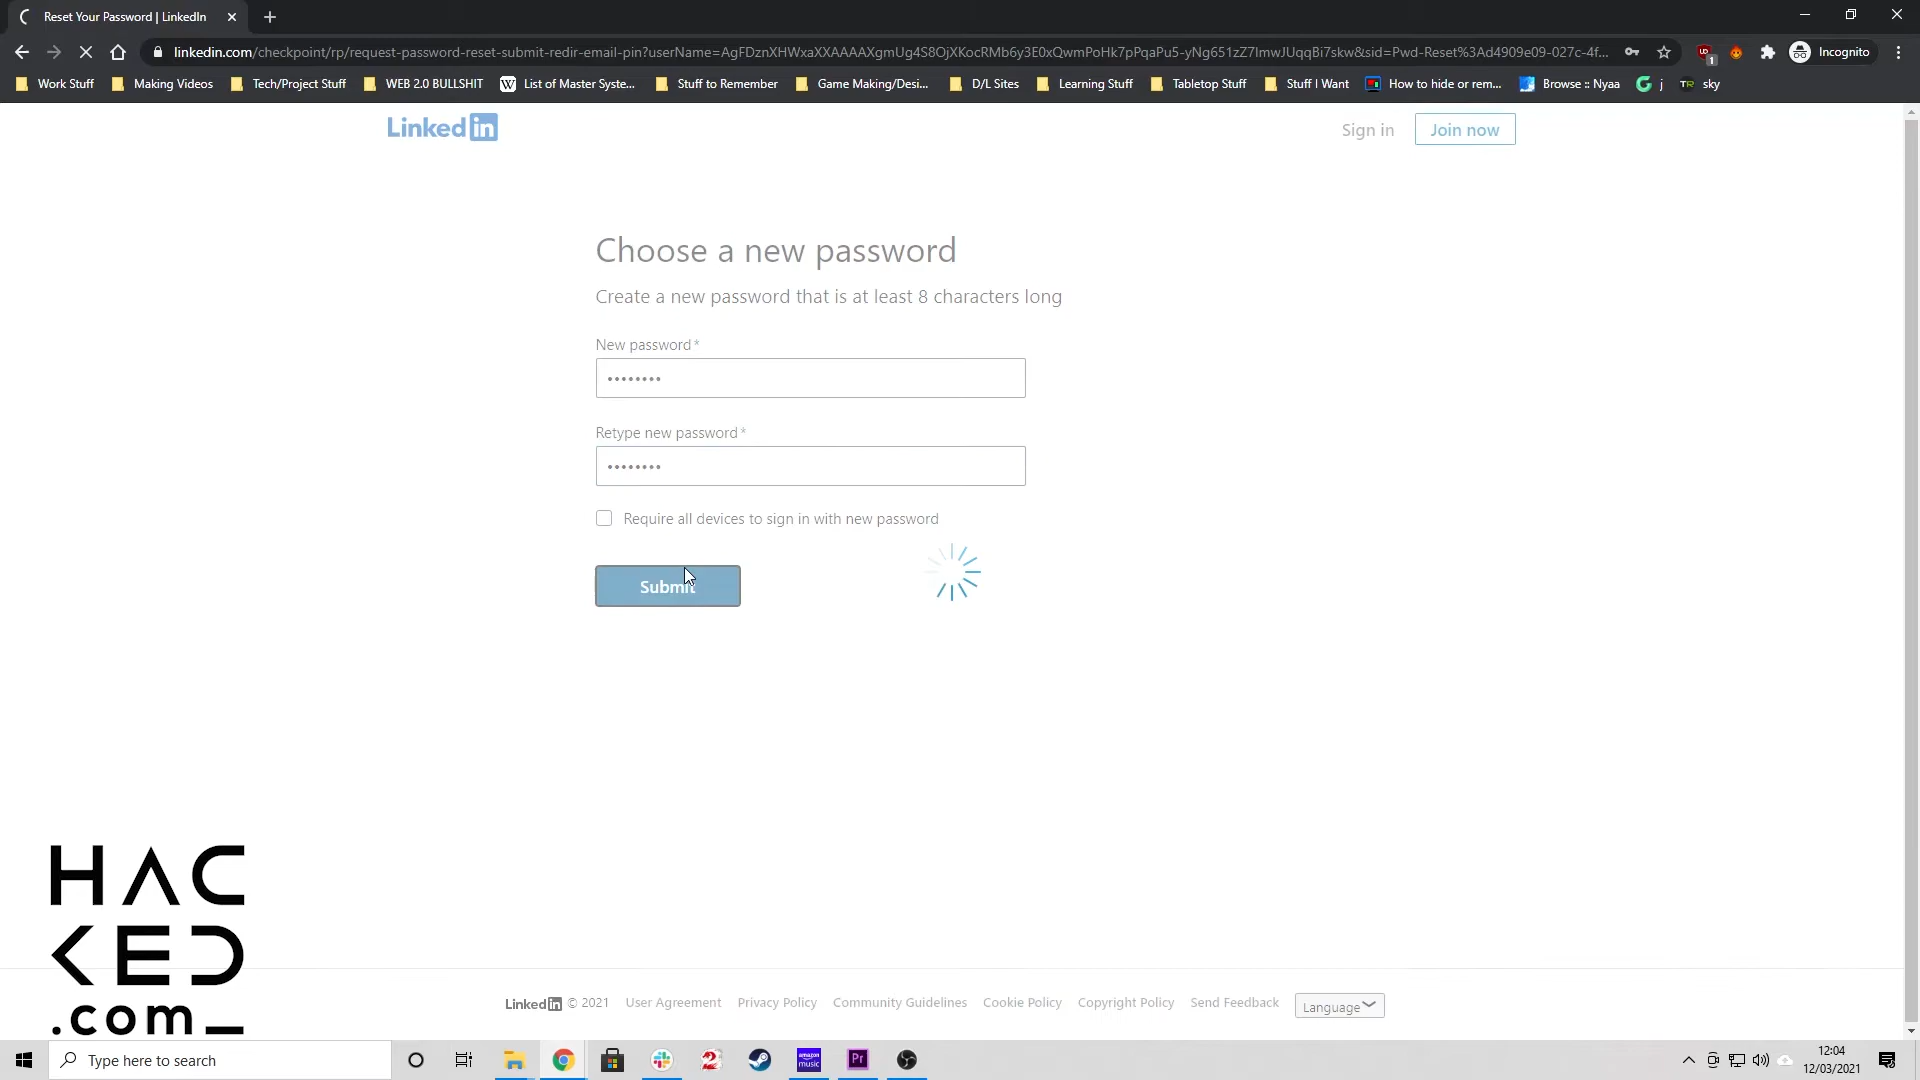 Reset Your Password | LinkedIn
linkedin.com/checkpoint/rp/request-password-reset-submit-redir-email-pin?userName=AgFDznXHWxaXXAAAAXgmUg4S8OjXKocRMb6y3E0xQwmPoHk7pPqaPu5-yNg651zZ7ImwJUqqBi7skw&sid=Pwd-Reset%3Ad4909e09-027c-4f...
Incognito
Work Stuff Making Videos Tech/Project Stuff WEB 2.0 BULLSHIT List of Master Syste... Stuff to Remember Game Making/Desi... D/L Sites Learning Stuff Tabletop Stuff Stuff I Want How to hide or rem... Browse :: Nyaa j sky
LinkedIn Sign in Join now
Choose a new password
Create a new password that is at least 8 characters long
New password*
••••••••
Retype new password*
••••••••
Require all devices to sign in with new password
Submit
HAC
KED
.com_
LinkedIn © 2021 User Agreement Privacy Policy Community Guidelines Cookie Policy Copyright Policy Send Feedback Language
Type here to search
amazon music
Pr
12:04
12/03/2021